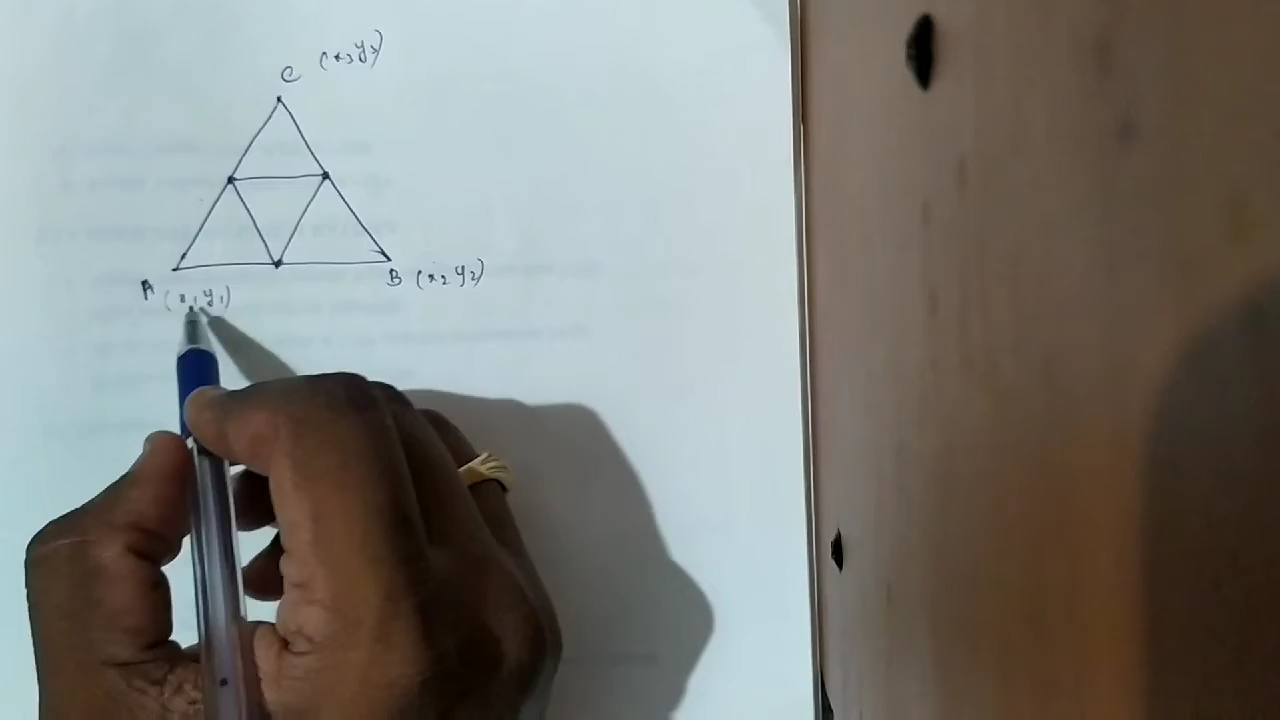 C (x₃ y₃)
A (x₁ y₁)
B (x₂ y₂)